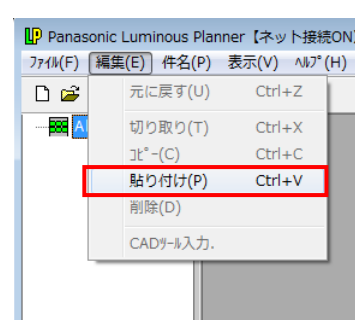 Panasonic Luminous Planner【ネット接続ON】
ﾌｧｲﾙ(F) 編集(E) 件名(P) 表示(V) ﾍﾙﾌﾟ(H)
元に戻す(U) Ctrl+Z
切り取り(T) Ctrl+X
ｺﾋﾟｰ(C) Ctrl+C
貼り付け(P) Ctrl+V
削除(D)
CADﾂｰﾙ入力.